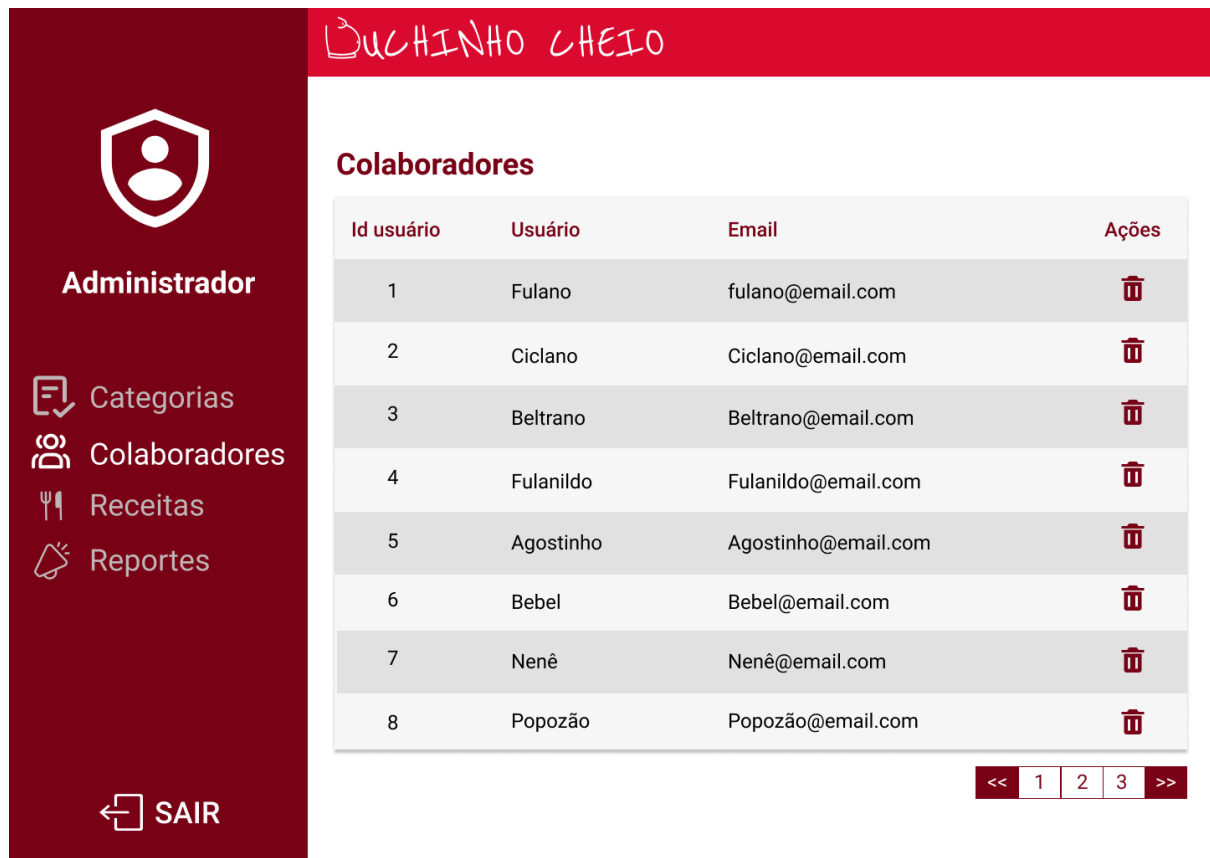 BUCHINHO CHEIO
Administrador
Categorias
Colaboradores
Receitas
Reportes
SAIR
Colaboradores
Id usuário Usuário Email Ações
1 Fulano fulano@email.com
2 Ciclano Ciclano@email.com
3 Beltrano Beltrano@email.com
4 Fulanildo Fulanildo@email.com
5 Agostinho Agostinho@email.com
6 Bebel Bebel@email.com
7 Nenê Nenê@email.com
8 Popozão Popozão@email.com
<< 1 2 3 >>